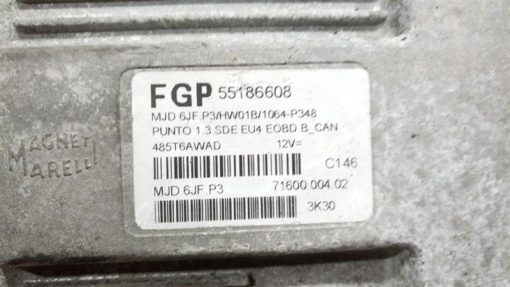 FGP 55186608
MJD 6JF.P3/HW01B/1064-P348
PUNTO 1.3 SDE EU4 EOBD B_CAN
485T6AWAD 12V=
C146
MJD 6JF.P3 71600.004.02
3K30
MAGNETI
MARELLI